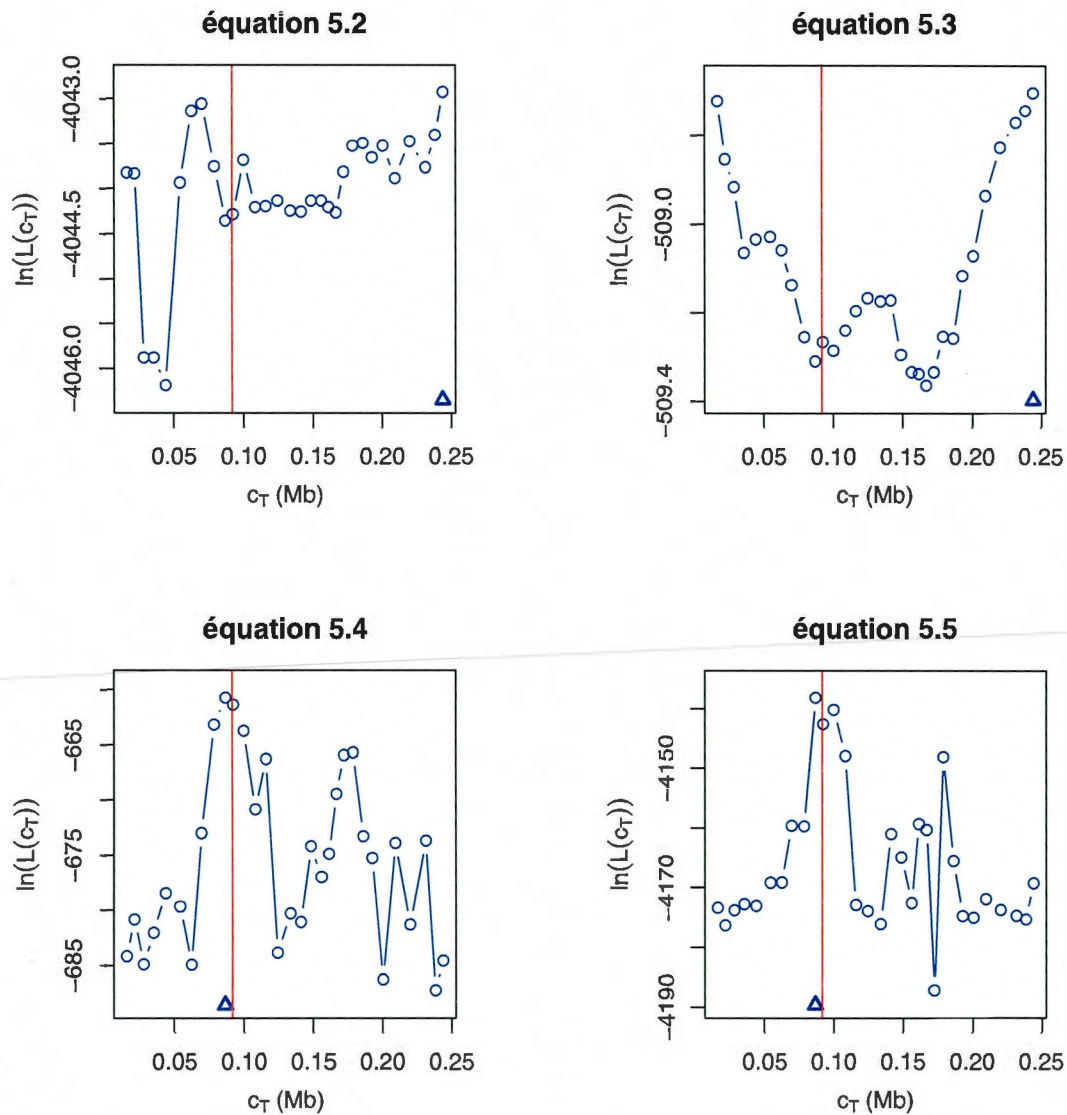 équation 5.2
ln(L(c_T))
−4043.0
−4044.5
−4046.0
0.05 0.10 0.15 0.20 0.25
c_T (Mb)
équation 5.3
ln(L(c_T))
−509.0
−509.4
0.05 0.10 0.15 0.20 0.25
c_T (Mb)
équation 5.4
ln(L(c_T))
−665
−675
−685
0.05 0.10 0.15 0.20 0.25
c_T (Mb)
équation 5.5
ln(L(c_T))
−4150
−4170
−4190
0.05 0.10 0.15 0.20 0.25
c_T (Mb)